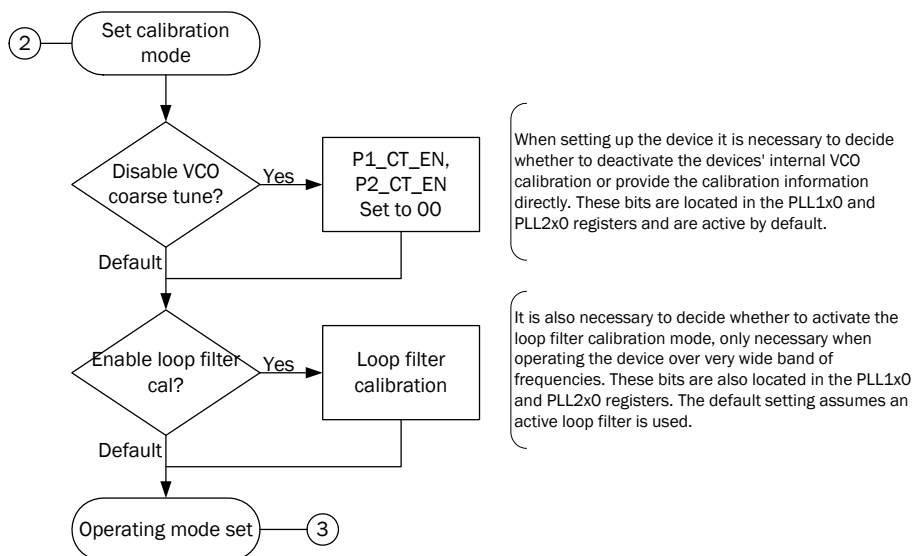 Set calibration
mode
2
Disable VCO
coarse tune?
Yes
P1_CT_EN,
P2_CT_EN
Set to 00
Default
When setting up the device it is necessary to decide
whether to deactivate the devices' internal VCO
calibration or provide the calibration information
directly. These bits are located in the PLL1x0 and
PLL2x0 registers and are active by default.
Enable loop filter
cal?
Yes
Loop filter
calibration
Default
It is also necessary to decide whether to activate the
loop filter calibration mode, only necessary when
operating the device over very wide band of
frequencies. These bits are also located in the PLL1x0
and PLL2x0 registers. The default setting assumes an
active loop filter is used.
Operating mode set
3